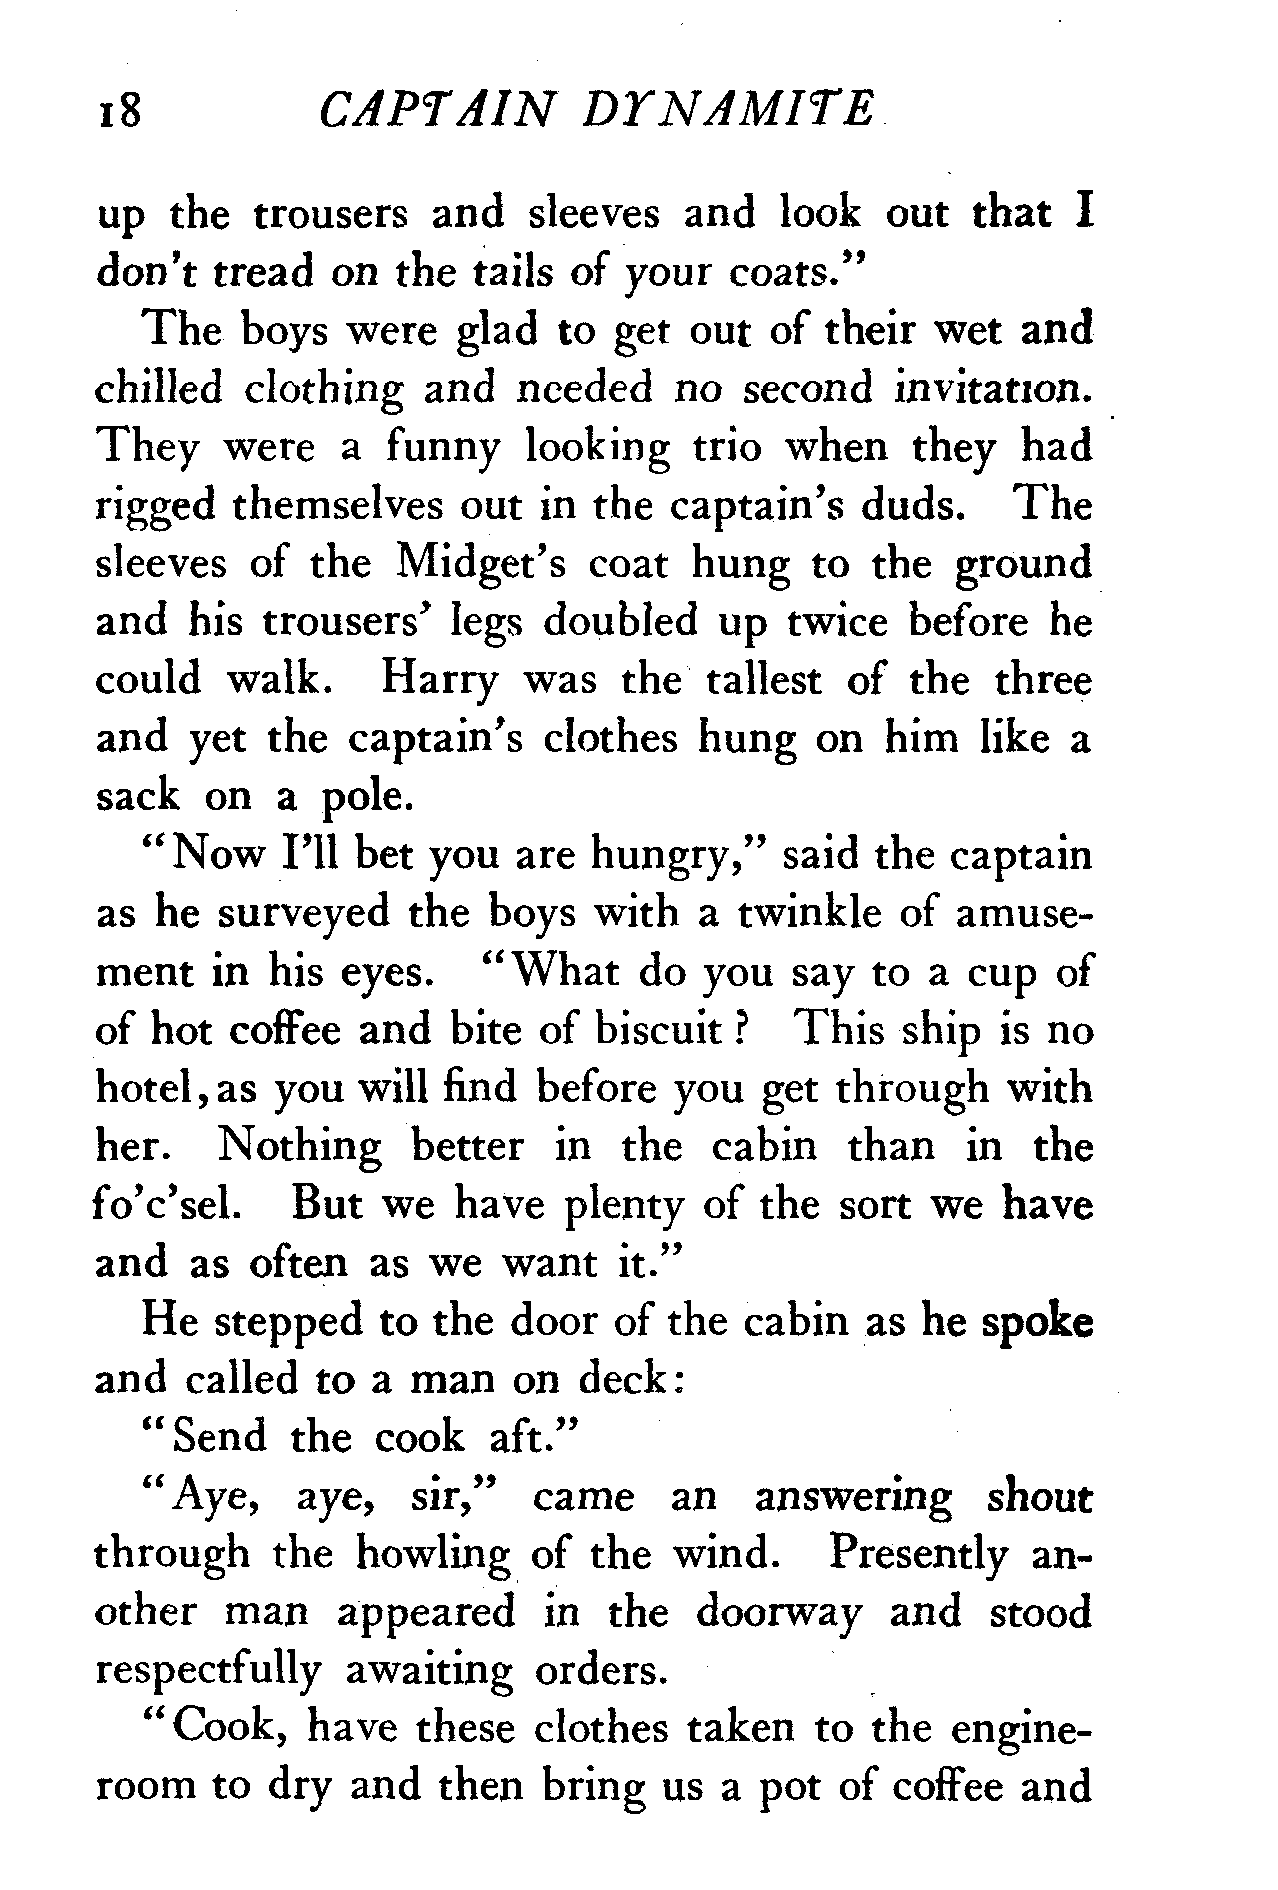 18 CAPTAIN DYNAMITE
up the trousers and sleeves and look out that I
don't tread on the tails of your coats."
The boys were glad to get out of their wet and
chilled clothing and needed no second invitation.
They were a funny looking trio when they had
rigged themselves out in the captain's duds. The
sleeves of the Midget's coat hung to the ground
and his trousers' legs doubled up twice before he
could walk. Harry was the tallest of the three
and yet the captain's clothes hung on him like a
sack on a pole.
"Now I'll bet you are hungry," said the captain
as he surveyed the boys with a twinkle of amuse-
ment in his eyes. "What do you say to a cup of
of hot coffee and bite of biscuit? This ship is no
hotel, as you will find before you get through with
her. Nothing better in the cabin than in the
fo'c'sel. But we have plenty of the sort we have
and as often as we want it."
He stepped to the door of the cabin as he spoke
and called to a man on deck:
"Send the cook aft."
"Aye, aye, sir," came an answering shout
through the howling of the wind. Presently an-
other man appeared in the doorway and stood
respectfully awaiting orders.
"Cook, have these clothes taken to the engine-
room to dry and then bring us a pot of coffee and